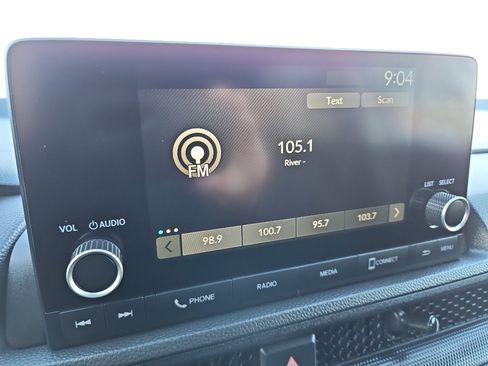 9:04
Text Scan
FM
105.1
River -
98.9 100.7 95.7 103.7
VOL AUDIO
LIST SELECT
PHONE RADIO MEDIA CONNECT MENU